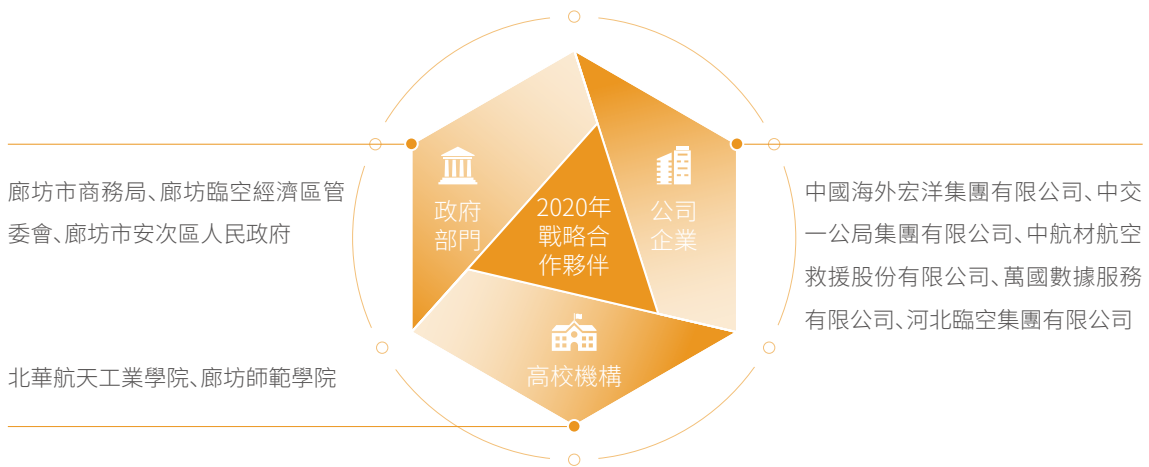 廊坊市商務局、廊坊臨空經濟區管
委會、廊坊市安次區人民政府
北華航天工業學院、廊坊師範學院
政府
部門
2020年
戰略合
作夥伴
公司
企業
高校機構
中國海外宏洋集團有限公司、中交
一公局集團有限公司、中航材航空
救援股份有限公司、萬國數據服務
有限公司、河北臨空集團有限公司